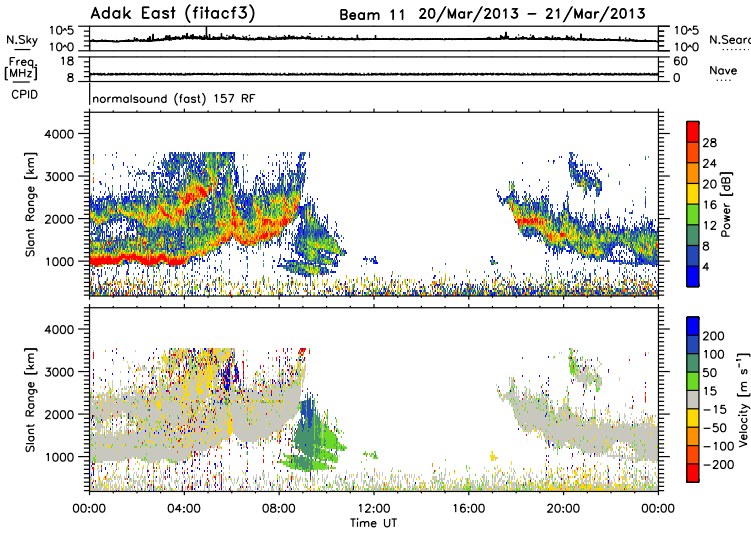 Adak East (fitacf3) Beam 11 20/Mar/2013 - 21/Mar/2013
N.Sky 10^5 10^0 10^5 10^0 N.Searc
Freq. [MHz] 18 8 60 0 Nave
CPID normalsound (fast) 157 RF
Slant Range [km] 4000 3000 2000 1000
Power [dB] 28 24 20 16 12 8 4
Slant Range [km] 4000 3000 2000 1000
Velocity [m s⁻¹] 200 100 50 15 -15 -50 -100 -200
00:00 04:00 08:00 12:00 16:00 20:00 00:00
Time UT